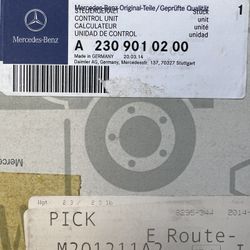 Mercedes-Benz Original-Teile / Geprüfte Qualität
STEUERGERAET
CONTROL UNIT
CALCULATEUR
UNIDAD DE CONTROL
1
Stück
unit
unité
unidad
A 230 901 02 00
Made in GERMANY 20.03.14
Daimler AG, Germany, Mercedesstr. 137, 70327 Stuttgart
Mercedes-Benz
PICK
E Route-